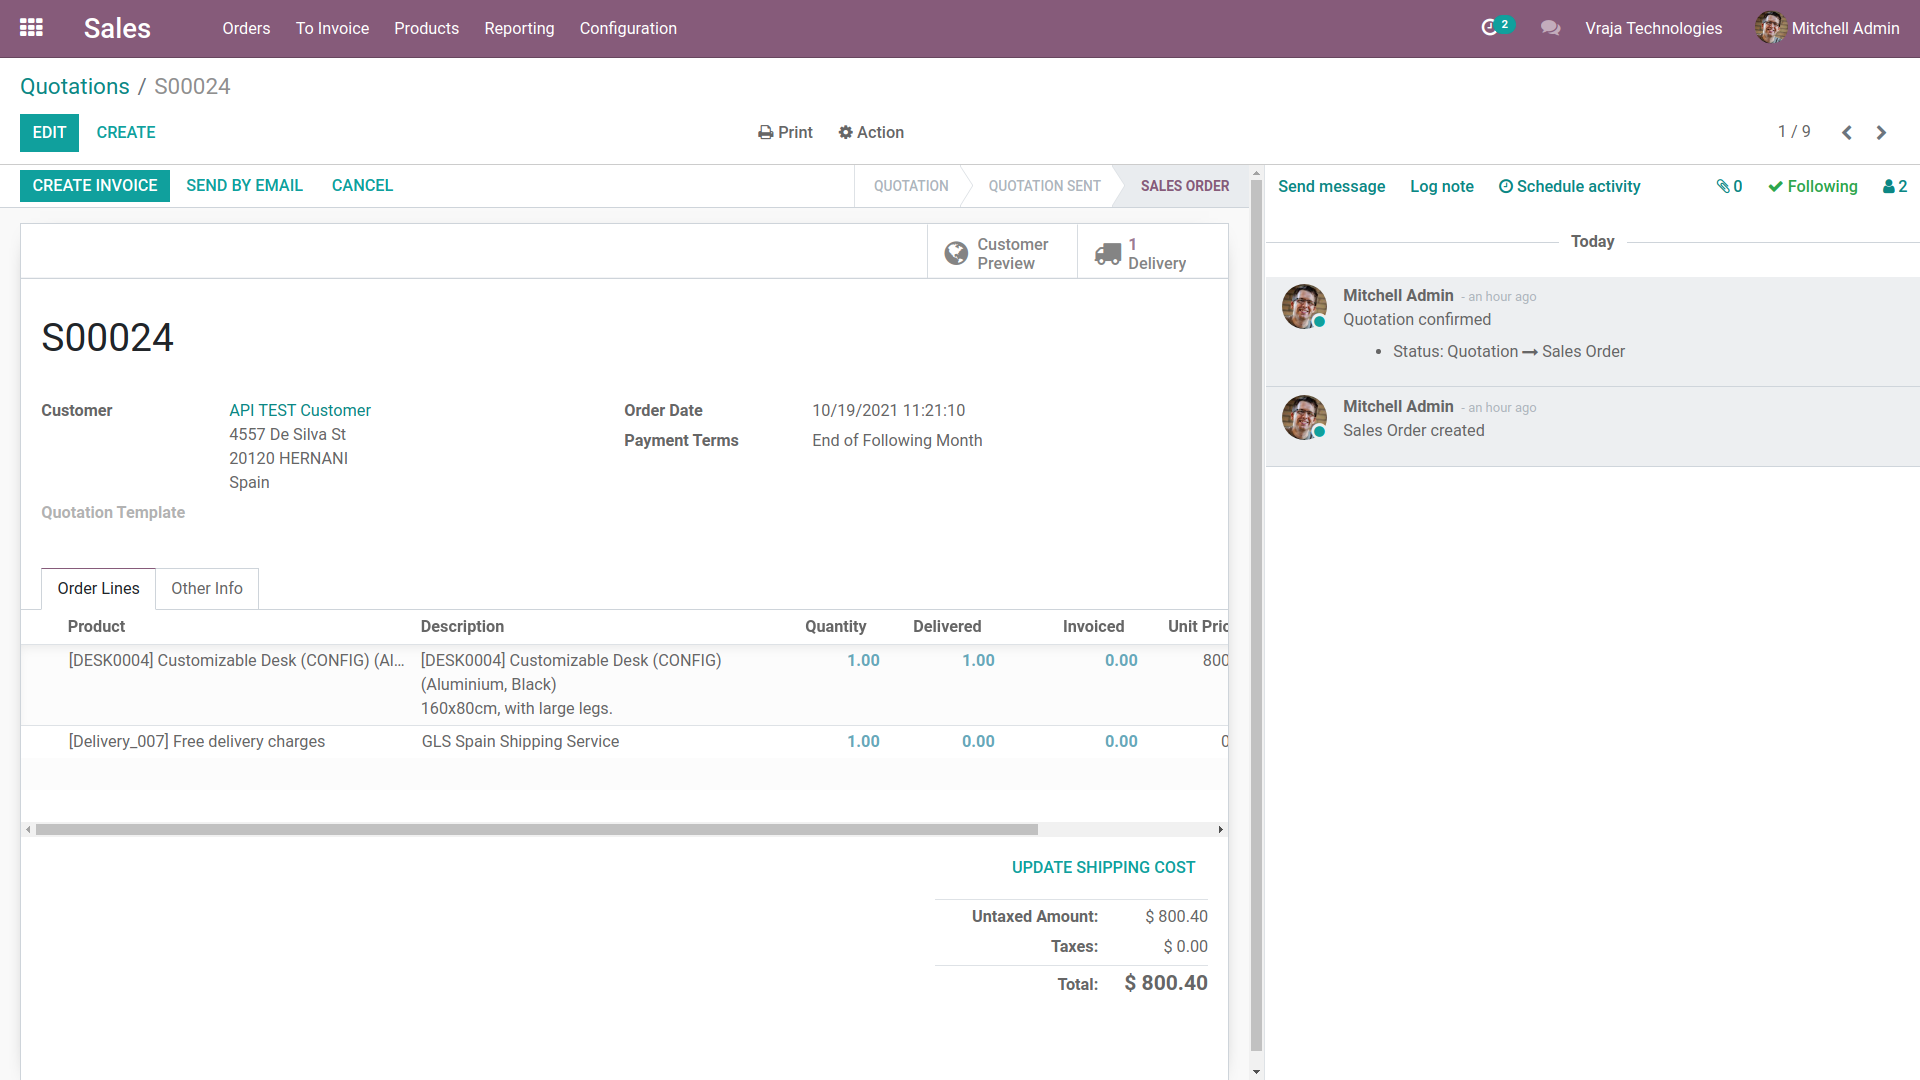 Sales
Orders
To Invoice
Products
Reporting
Configuration
2
Vraja Technologies
Mitchell Admin
Quotations / S00024
EDIT
CREATE
Print
Action
1 / 9
CREATE INVOICE
SEND BY EMAIL
CANCEL
QUOTATION
QUOTATION SENT
SALES ORDER
Send message
Log note
Schedule activity
0
Following
2
Customer
Preview
1
Delivery
Today
Mitchell Admin - an hour ago
Quotation confirmed
• Status: Quotation → Sales Order
Mitchell Admin - an hour ago
Sales Order created
S00024
Customer
API TEST Customer
4557 De Silva St
20120 HERNANI
Spain
Order Date
10/19/2021 11:21:10
Payment Terms
End of Following Month
Quotation Template
Order Lines
Other Info
Product
Description
Quantity
Delivered
Invoiced
Unit Pric
[DESK0004] Customizable Desk (CONFIG) (Al...
[DESK0004] Customizable Desk (CONFIG)
(Aluminium, Black)
160x80cm, with large legs.
1.00
1.00
0.00
800
[Delivery_007] Free delivery charges
GLS Spain Shipping Service
1.00
0.00
0.00
0
UPDATE SHIPPING COST
Untaxed Amount:
$ 800.40
Taxes:
$ 0.00
Total:
$ 800.40